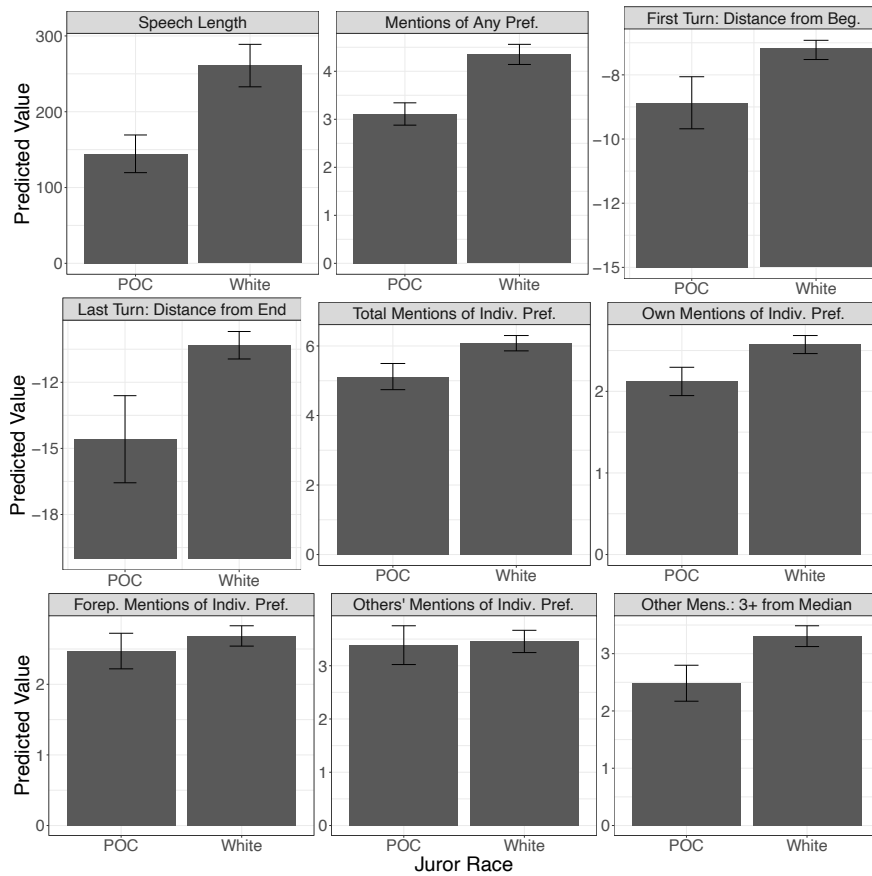 Speech Length
Mentions of Any Pref.
First Turn: Distance from Beg.
Predicted Value
300
200
100
0
4
3
2
1
0
−8
−10
−12
−15
POC
White
POC
White
POC
White
Last Turn: Distance from End
Total Mentions of Indiv. Pref.
Own Mentions of Indiv. Pref.
Predicted Value
−12
−15
−18
6
4
2
0
2
1
0
POC
White
POC
White
POC
White
Forep. Mentions of Indiv. Pref.
Others' Mentions of Indiv. Pref.
Other Mens.: 3+ from Median
Predicted Value
2
1
0
3
2
1
0
3
2
1
0
POC
White
POC
White
POC
White
Juror Race